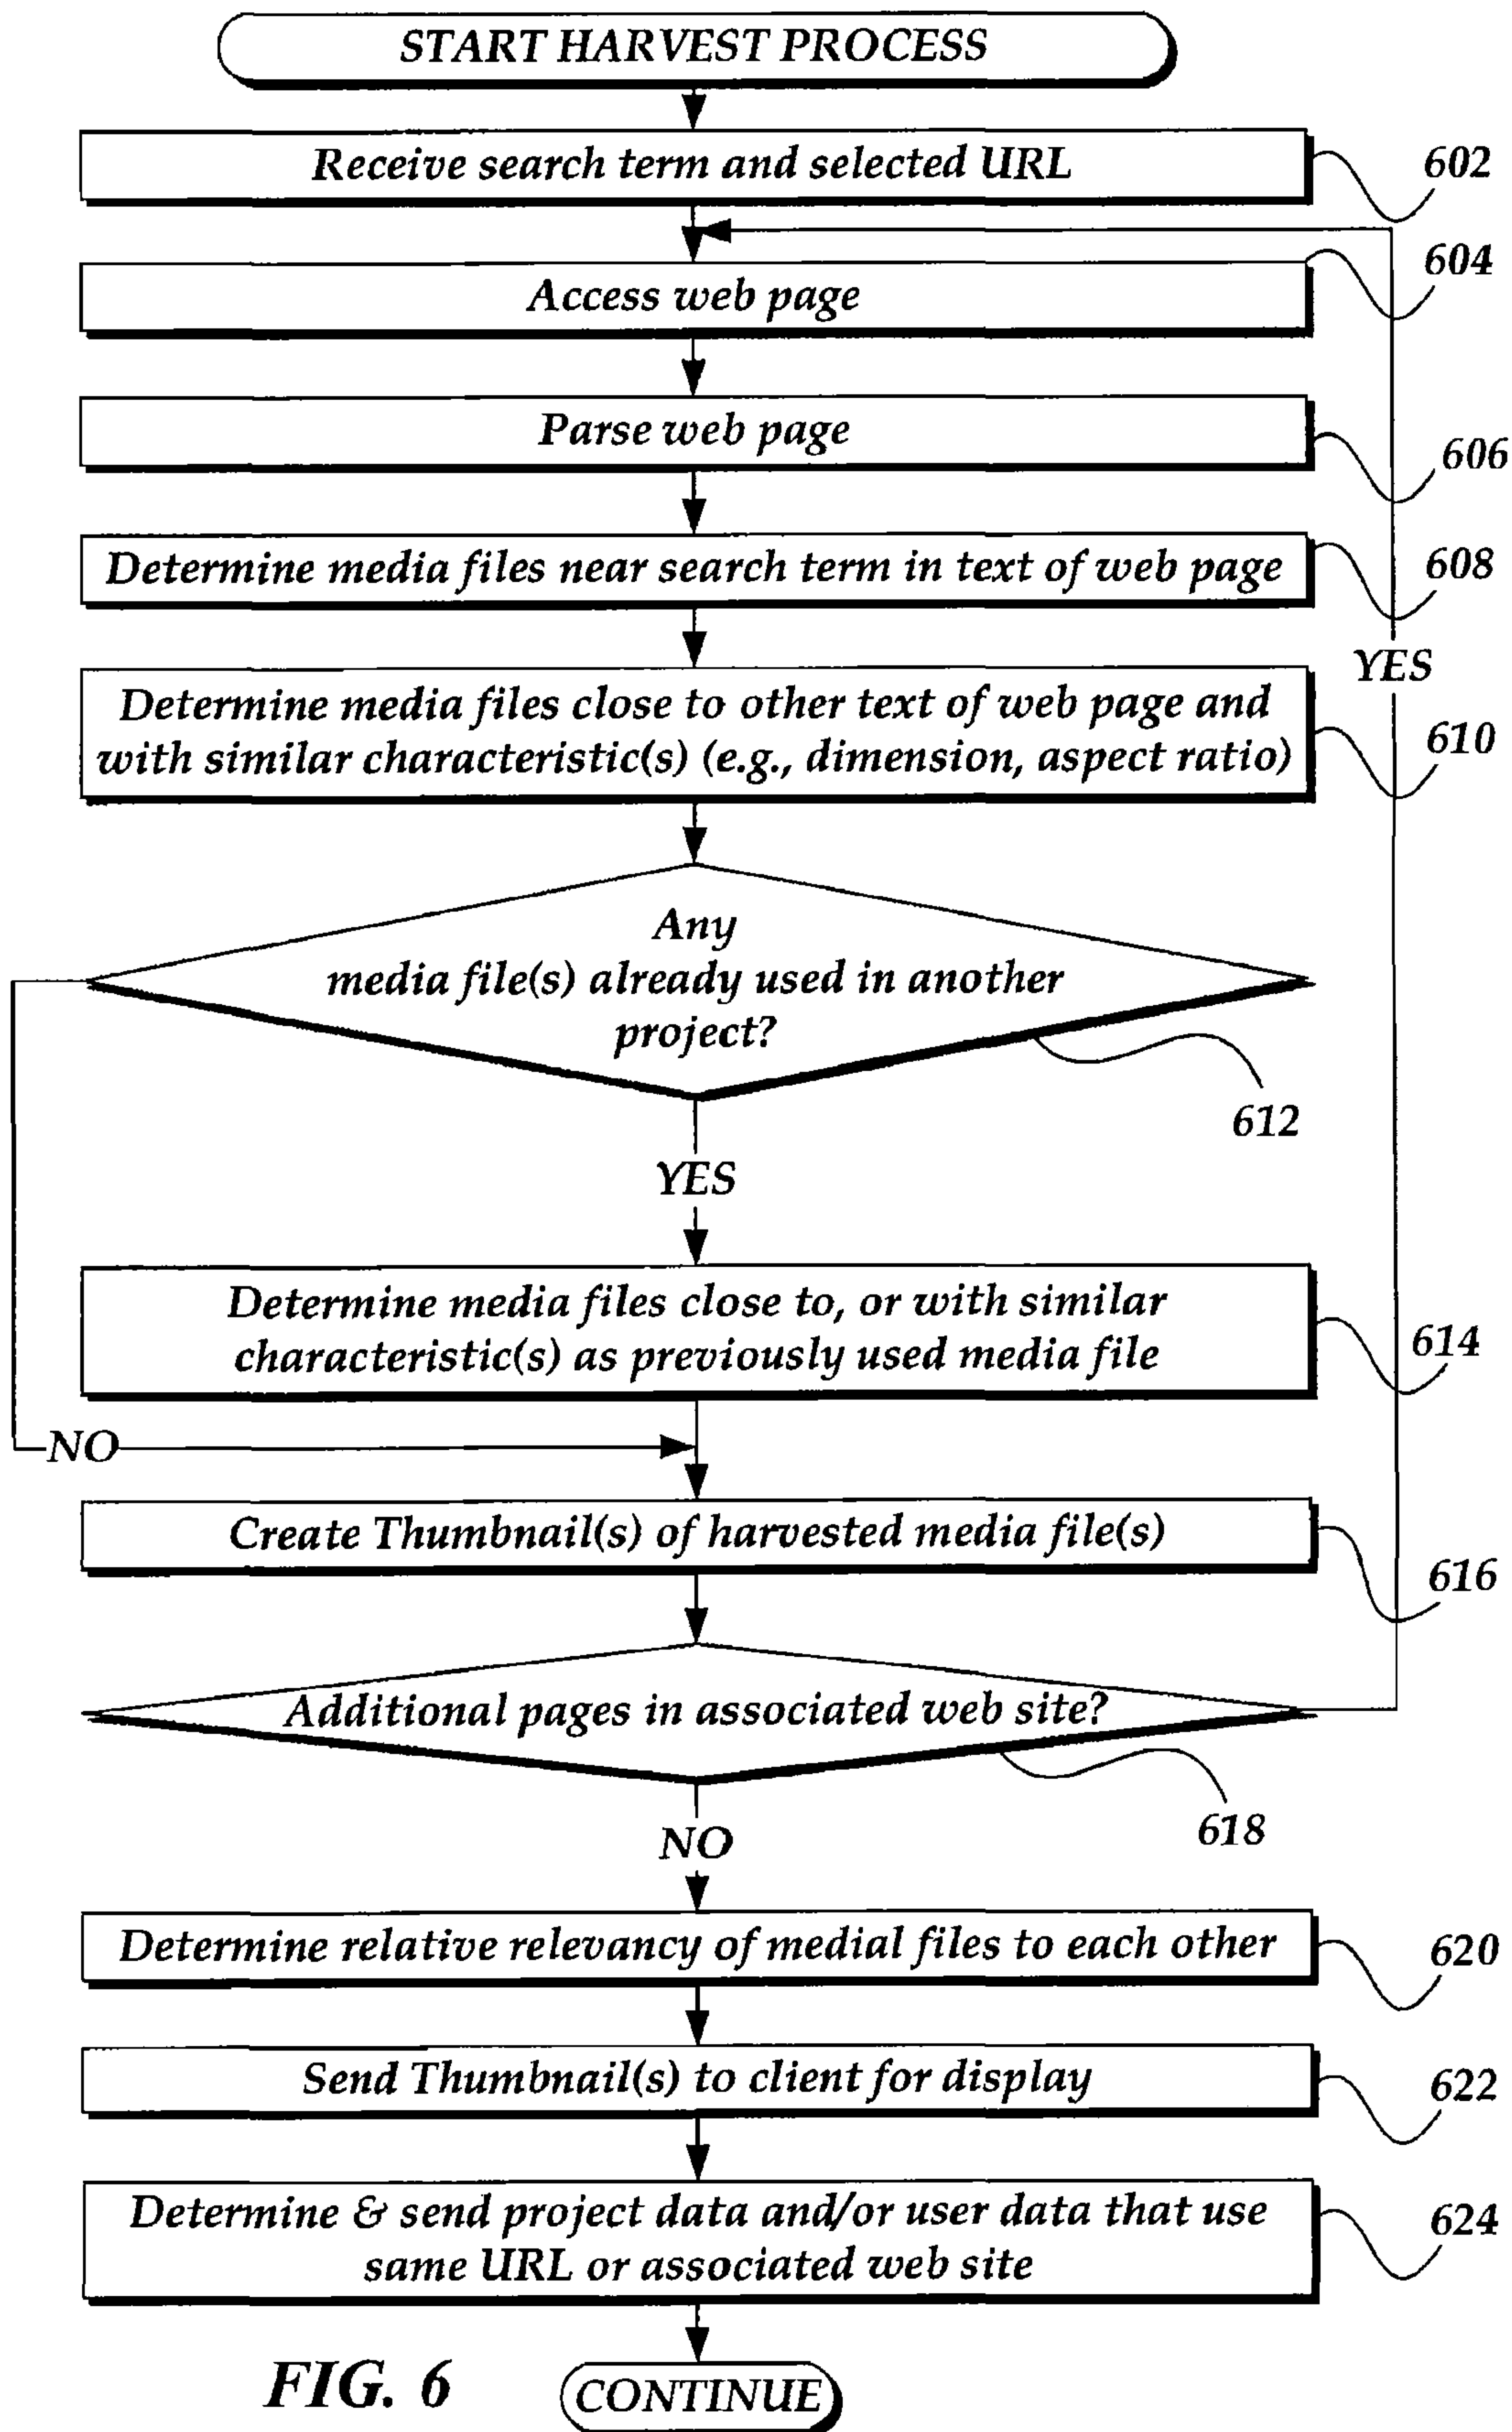 START HARVEST PROCESS
Receive search term and selected URL
602
Access web page
604
Parse web page
606
Determine media files near search term in text of web page
608
YES
Determine media files close to other text of web page and
with similar characteristic(s) (e.g., dimension, aspect ratio)
610
Any
media file(s) already used in another
project?
612
YES
Determine media files close to, or with similar
characteristic(s) as previously used media file
614
NO
Create Thumbnail(s) of harvested media file(s)
616
Additional pages in associated web site?
618
NO
Determine relative relevancy of medial files to each other
620
Send Thumbnail(s) to client for display
622
Determine & send project data and/or user data that use
same URL or associated web site
624
FIG. 6
CONTINUE